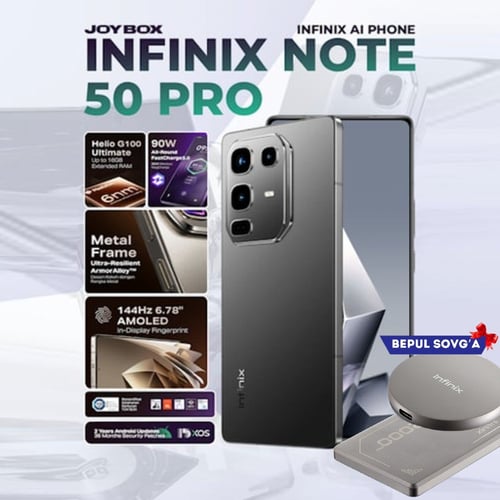 JOYBOX
INFINIX AI PHONE
INFINIX NOTE
50 PRO
Helio G100
Ultimate
Up to 16GB
Extended RAM
6nm
90W
All-Round
FastCharge3.0
Metal
Frame
Ultra-Resilient
ArmorAlloy™
144Hz 6.78"
AMOLED
In-Display Fingerprint
2 Years Android Updates
36 Months Security Patches
XOS
Infinix
BEPUL SOVG'A
Infinix